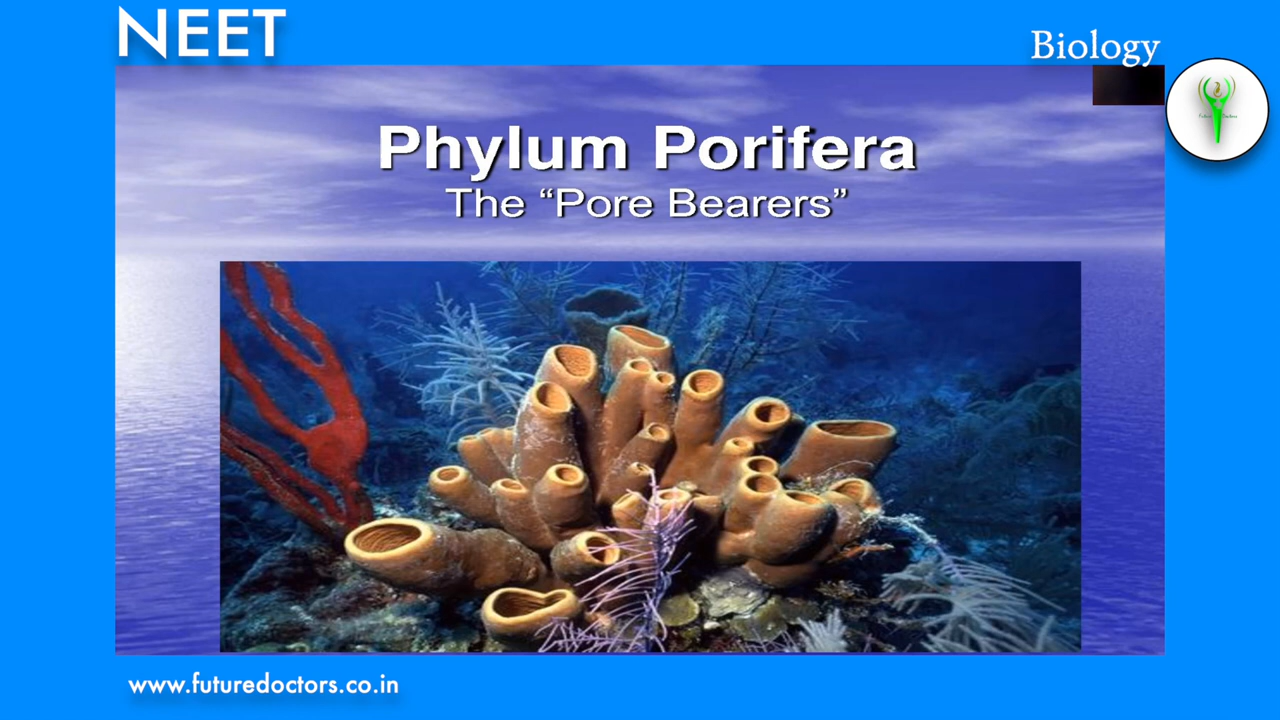 NEET
Biology
Phylum Porifera
The “Pore Bearers”
www.futuredoctors.co.in